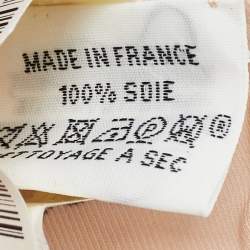 MADE IN FRANCE
100% SOIE
P ®
NETTOYAGE A SEC